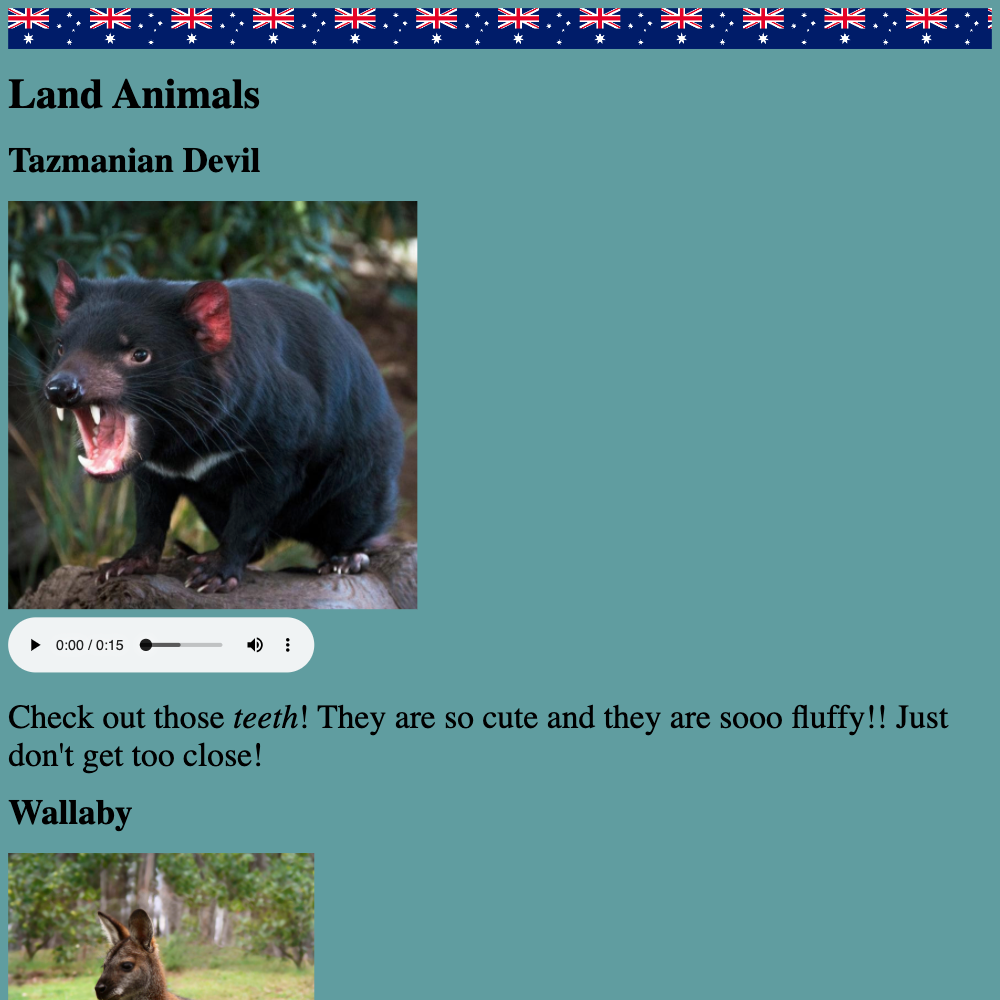 Land Animals
Tazmanian Devil
0:00 / 0:15
Check out those teeth! They are so cute and they are sooo fluffy!! Just
don't get too close!
Wallaby